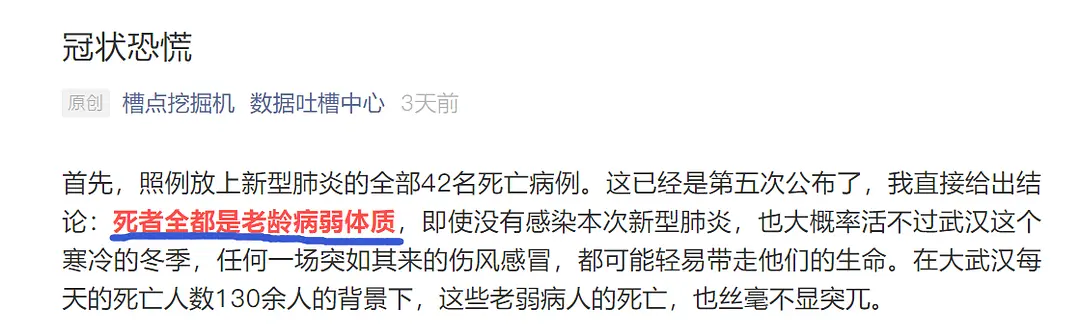 冠状恐慌
原创 槽点挖掘机 数据吐槽中心 3天前
首先，照例放上新型肺炎的全部42名死亡病例。这已经是第五次公布了，我直接给出结
论：死者全都是老龄病弱体质，即使没有感染本次新型肺炎，也大概率活不过武汉这个
寒冷的冬季，任何一场突如其来的伤风感冒，都可能轻易带走他们的生命。在大武汉每
天的死亡人数130余人的背景下，这些老弱病人的死亡，也丝毫不显突兀。